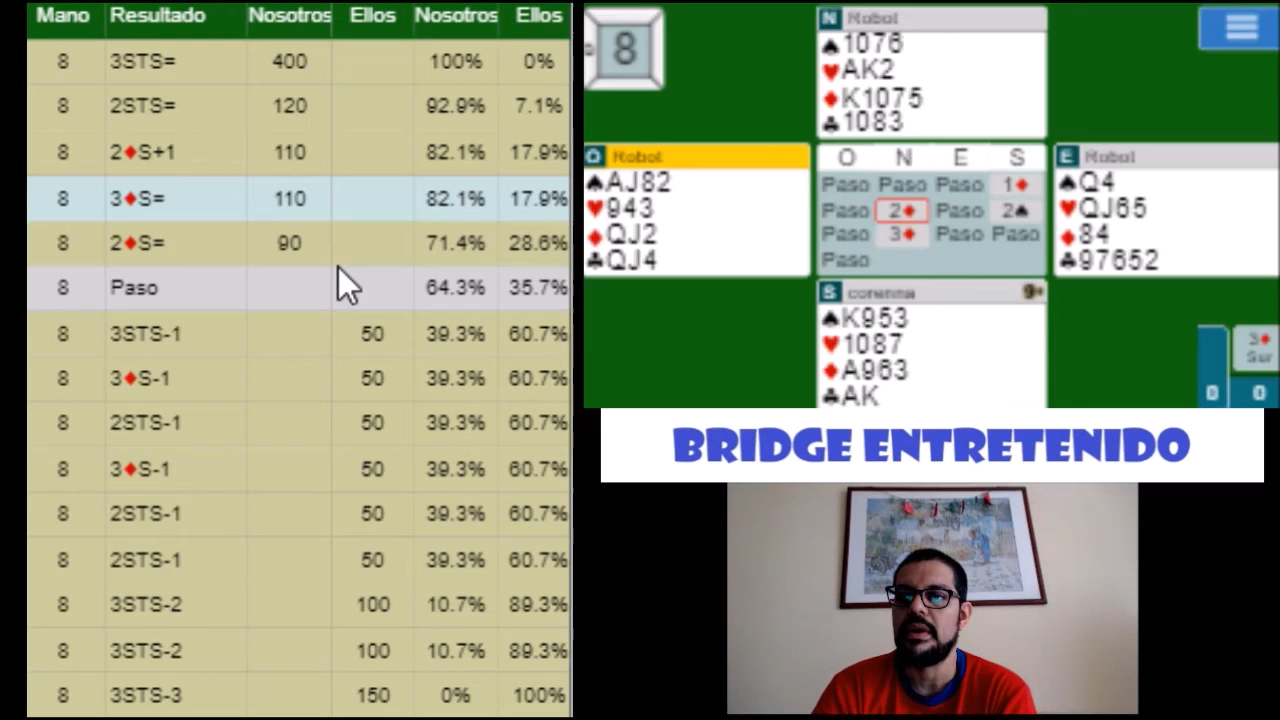 Mano Resultado Nosotros Ellos Nosotros Ellos
8 3STS= 400 100% 0%
8 2STS= 120 92.9% 7.1%
8 2♦S+1 110 82.1% 17.9%
8 3♦S= 110 82.1% 17.9%
8 2♦S= 90 71.4% 28.6%
8 Paso 64.3% 35.7%
8 3STS-1 50 39.3% 60.7%
8 3♦S-1 50 39.3% 60.7%
8 2STS-1 50 39.3% 60.7%
8 3♦S-1 50 39.3% 60.7%
8 2STS-1 50 39.3% 60.7%
8 2STS-1 50 39.3% 60.7%
8 3STS-2 100 10.7% 89.3%
8 3STS-2 100 10.7% 89.3%
8 3STS-3 150 0% 100%
8
N Robot
♠1076
♥AK2
♦K1075
♣1083
O Robot
♠AJ82
♥943
♦QJ2
♣QJ4
O N E S
Paso Paso Paso 1♦
Paso 2♦ Paso 2♠
Paso 3♦ Paso Paso
Paso
E Robot
♠Q4
♥QJ65
♦84
♣97652
S corenna 9+
♠K953
♥1087
♦A963
♣AK
3♦
Sur
0 0
BRIDGE ENTRETENIDO